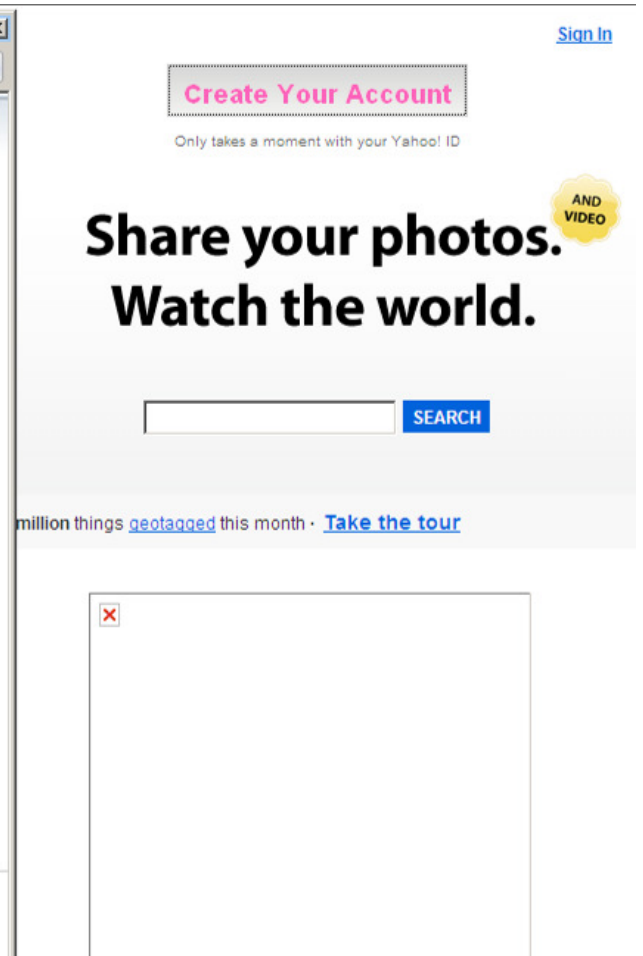 Sign In
Create Your Account
Only takes a moment with your Yahoo! ID
AND
VIDEO
Share your photos.
Watch the world.
SEARCH
million things geotagged this month · Take the tour